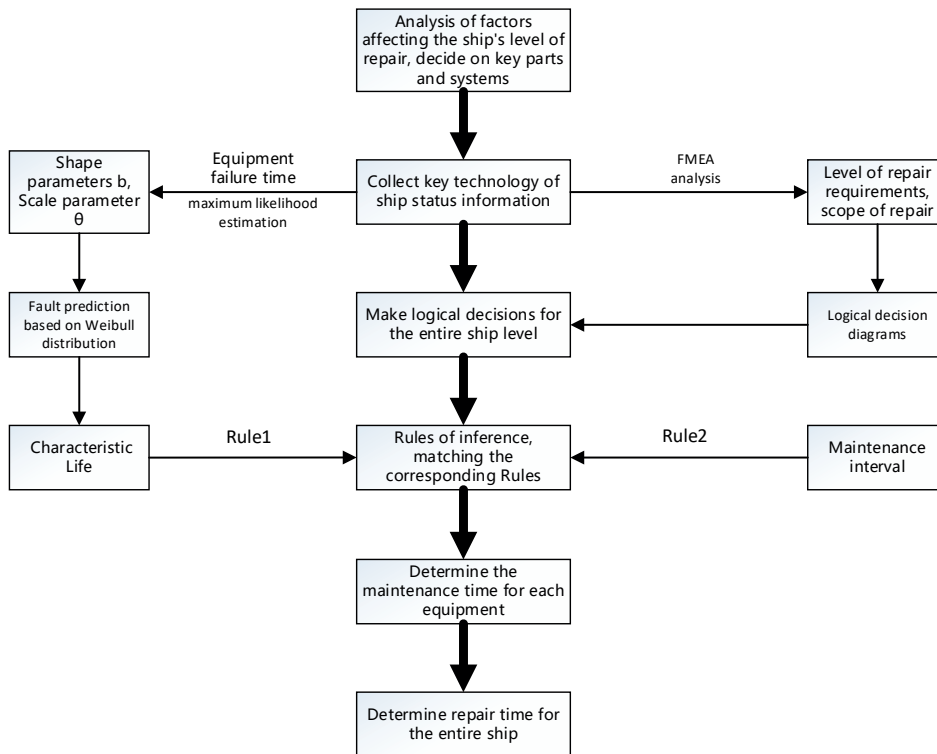 Analysis of factors
affecting the ship's level of
repair, decide on key parts
and systems
Shape
parameters b,
Scale parameter
θ
Equipment
failure time
maximum likelihood
estimation
Collect key technology of
ship status information
FMEA
analysis
Level of repair
requirements,
scope of repair
Fault prediction
based on Weibull
distribution
Make logical decisions for
the entire ship level
Logical decision
diagrams
Characteristic
Life
Rule1
Rules of inference,
matching the
corresponding Rules
Rule2
Maintenance
interval
Determine the
maintenance time for each
equipment
Determine repair time for
the entire ship